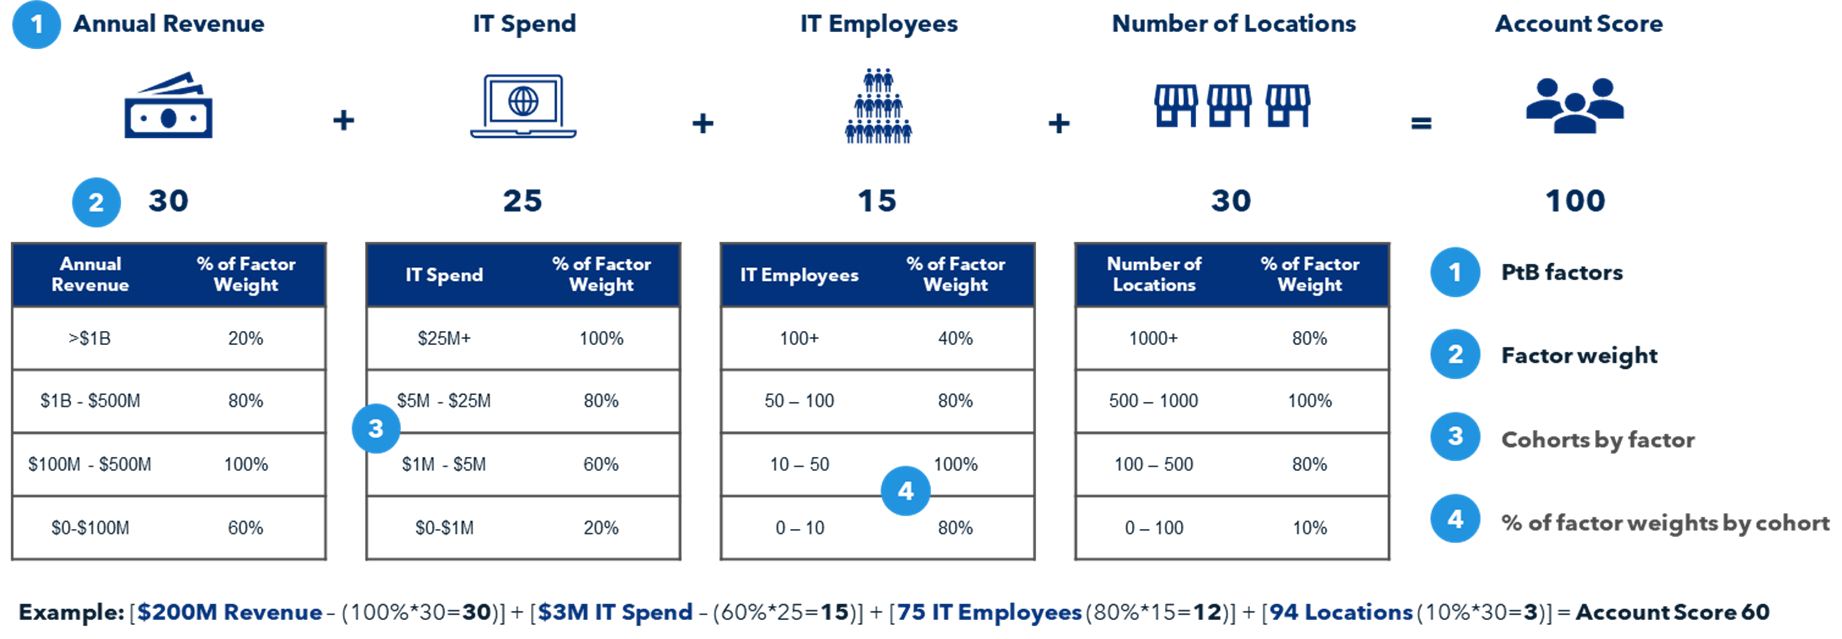 1 Annual Revenue IT Spend IT Employees Number of Locations Account Score
+ + + =
2 30 25 15 30 100
Annual Revenue % of Factor Weight
>$1B 20%
$1B - $500M 80%
$100M - $500M 100%
$0-$100M 60%
IT Spend % of Factor Weight
$25M+ 100%
$5M - $25M 80%
3
$1M - $5M 60%
$0-$1M 20%
IT Employees % of Factor Weight
100+ 40%
50 – 100 80%
10 – 50 100%
4
0 – 10 80%
Number of Locations % of Factor Weight
1000+ 80%
500 – 1000 100%
100 – 500 80%
0 – 100 10%
1 PtB factors
2 Factor weight
3 Cohorts by factor
4 % of factor weights by cohort
Example: [$200M Revenue – (100%*30=30)] + [$3M IT Spend – (60%*25=15)] + [75 IT Employees (80%*15=12)] + [94 Locations (10%*30=3)] = Account Score 60